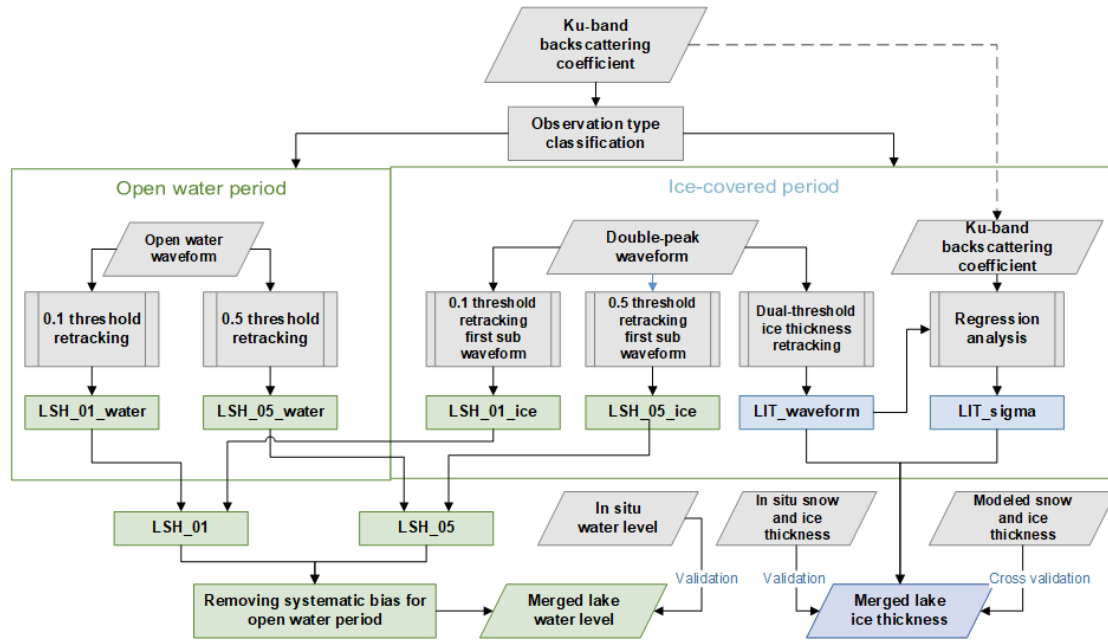 Ku-band
backscattering
coefficient
Observation type
classification
Open water period
Ice-covered period
Open water
waveform
Double-peak
waveform
Ku-band
backscattering
coefficient
0.1 threshold
retracking
0.5 threshold
retracking
0.1 threshold
retracking
first sub
waveform
0.5 threshold
retracking
first sub
waveform
Dual-threshold
ice thickness
retracking
Regression
analysis
LSH_01_water
LSH_05_water
LSH_01_ice
LSH_05_ice
LIT_waveform
LIT_sigma
LSH_01
LSH_05
In situ
water level
In situ snow
and ice
thickness
Modeled snow
and ice
thickness
Validation
Validation
Cross validation
Removing systematic bias for
open water period
Merged lake
water level
Merged lake
ice thickness